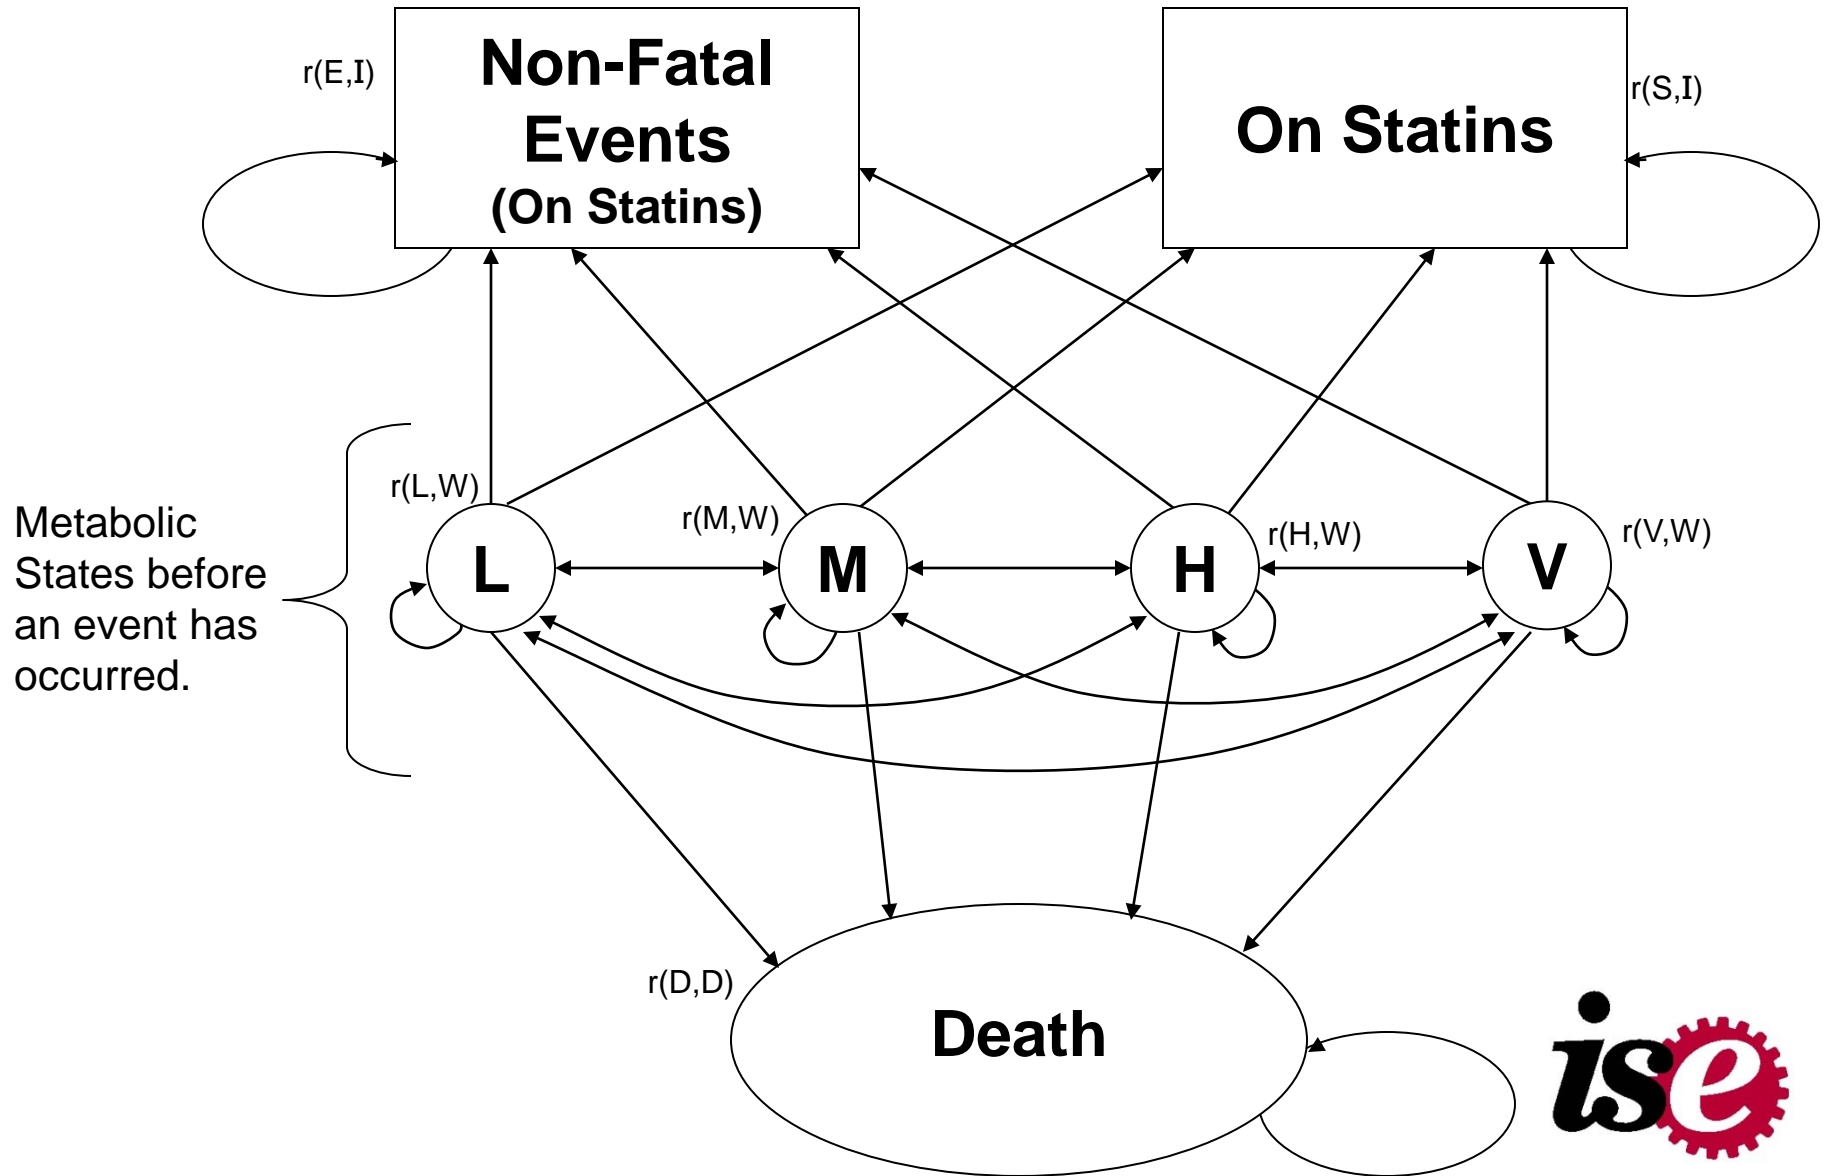 r(E,I)
Non-Fatal
Events
(On Statins)
On Statins
r(S,I)
Metabolic
States before
an event has
occurred.
r(L,W)
L
r(M,W)
M
H
r(H,W)
V
r(V,W)
r(D,D)
Death
ise